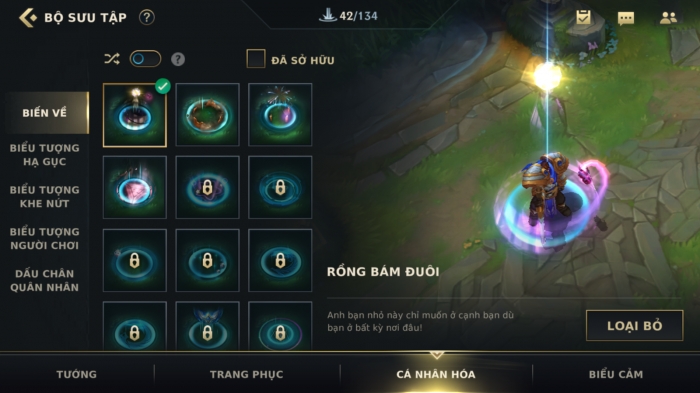 BỘ SƯU TẬP ?
42/134
? ĐÃ SỞ HỮU
BIẾN VỀ
BIỂU TƯỢNG
HẠ GỤC
BIỂU TƯỢNG
KHE NỨT
BIỂU TƯỢNG
NGƯỜI CHƠI
DẤU CHÂN
QUÂN NHÂN
RỒNG BÁM ĐUÔI
Anh bạn nhỏ này chỉ muốn ở cạnh bạn dù
bạn ở bất kỳ nơi đâu!
LOẠI BỎ
TƯỚNG
TRANG PHỤC
CÁ NHÂN HÓA
BIỂU CẢM